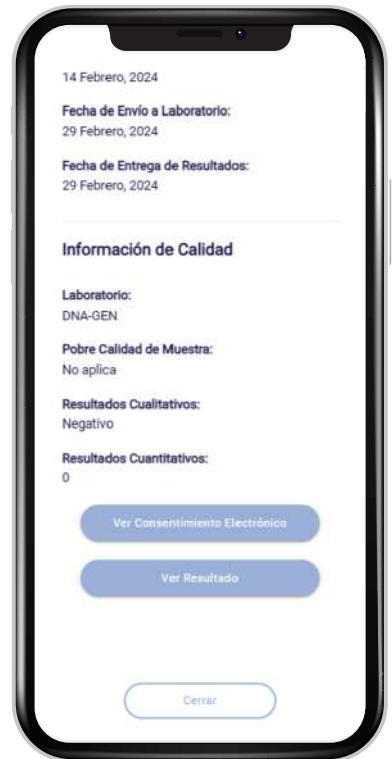 14 Febrero, 2024
Fecha de Envío a Laboratorio:
29 Febrero, 2024
Fecha de Entrega de Resultados:
29 Febrero, 2024
Información de Calidad
Laboratorio:
DNA-GEN
Pobre Calidad de Muestra:
No aplica
Resultados Cualitativos:
Negativo
Resultados Cuantitativos:
0
Ver Consentimiento Electrónico
Ver Resultado
Cerrar